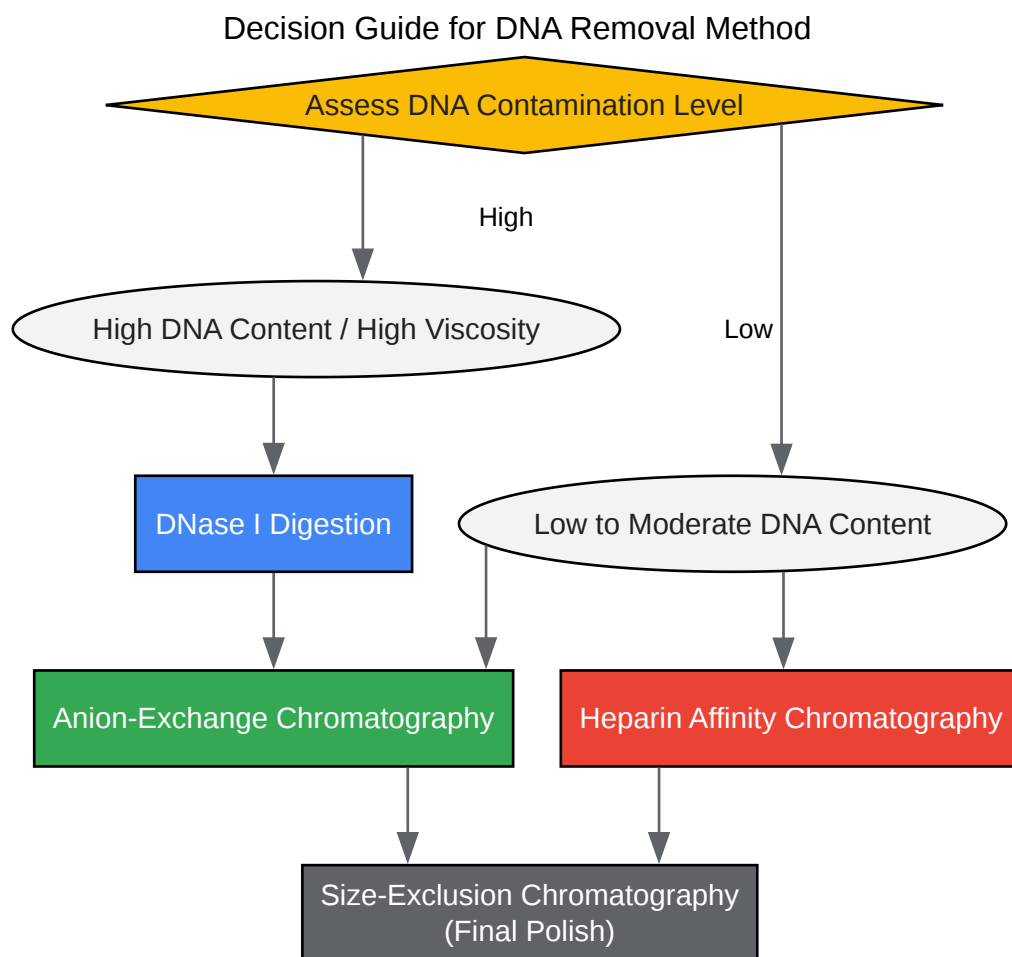 Decision Guide for DNA Removal Method
Assess DNA Contamination Level
High
High DNA Content / High Viscosity
Low
DNase I Digestion
Low to Moderate DNA Content
Anion-Exchange Chromatography
Heparin Affinity Chromatography
Size-Exclusion Chromatography
(Final Polish)